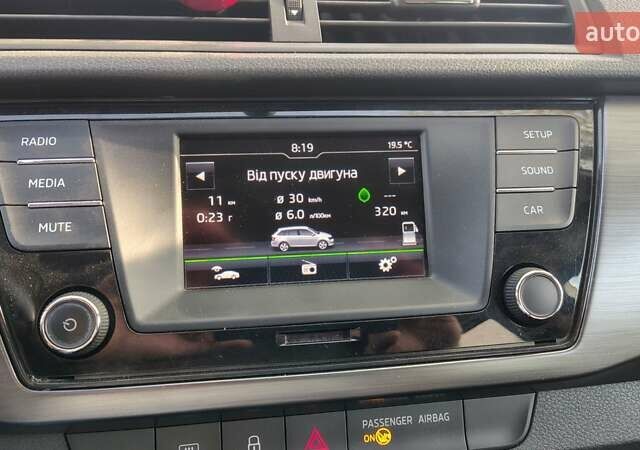 auto
RADIO
MEDIA
MUTE
8:19
19.5 °C
Від пуску двигуна
11 км
ø 30 km/h
---
0:23 г
ø 6.0 л/100км
320 км
SETUP
SOUND
CAR
PASSENGER AIRBAG
ON